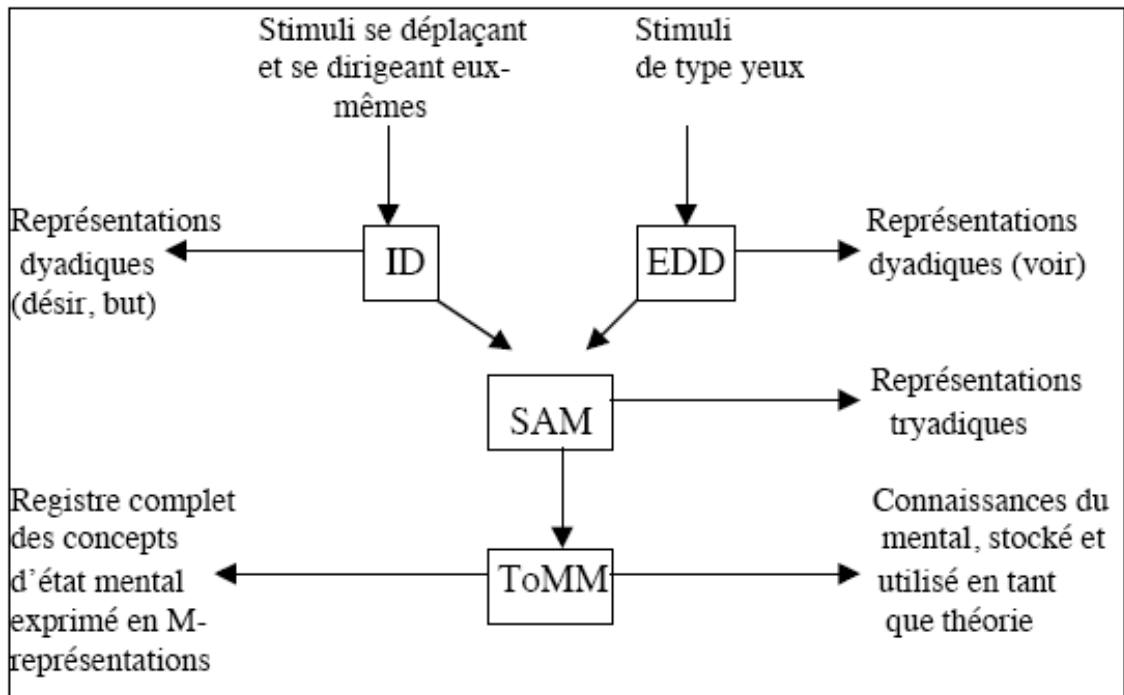 Stimuli se déplaçant
et se dirigeant eux-
mêmes
Stimuli
de type yeux
Représentations
dyadiques
(désir, but)
ID
EDD
Représentations
dyadiques (voir)
SAM
Représentations
tryadiques
Registre complet
des concepts
d'état mental
exprimé en M-
représentations
ToMM
Connaissances du
mental, stocké et
utilisé en tant
que théorie